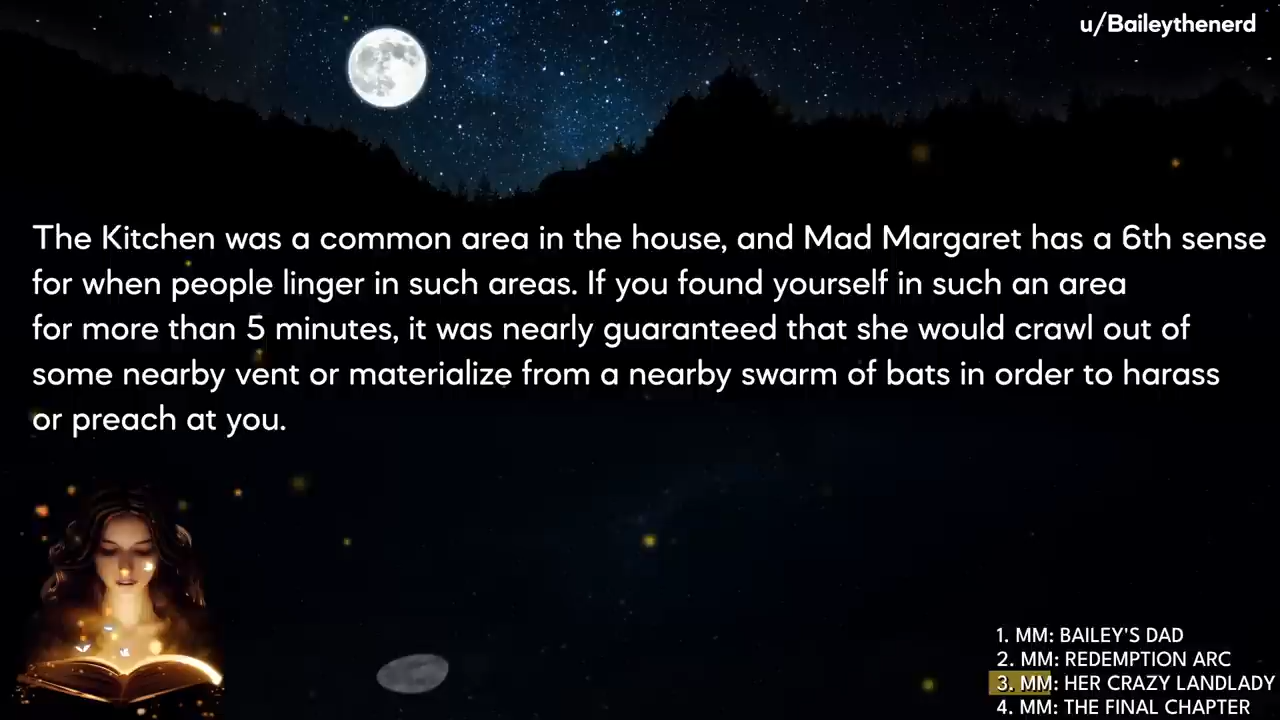 u/Baileythenerd
The Kitchen was a common area in the house, and Mad Margaret has a 6th sense
for when people linger in such areas. If you found yourself in such an area
for more than 5 minutes, it was nearly guaranteed that she would crawl out of
some nearby vent or materialize from a nearby swarm of bats in order to harass
or preach at you.
1. MM: BAILEY'S DAD
2. MM: REDEMPTION ARC
3. MM: HER CRAZY LANDLADY
4. MM: THE FINAL CHAPTER